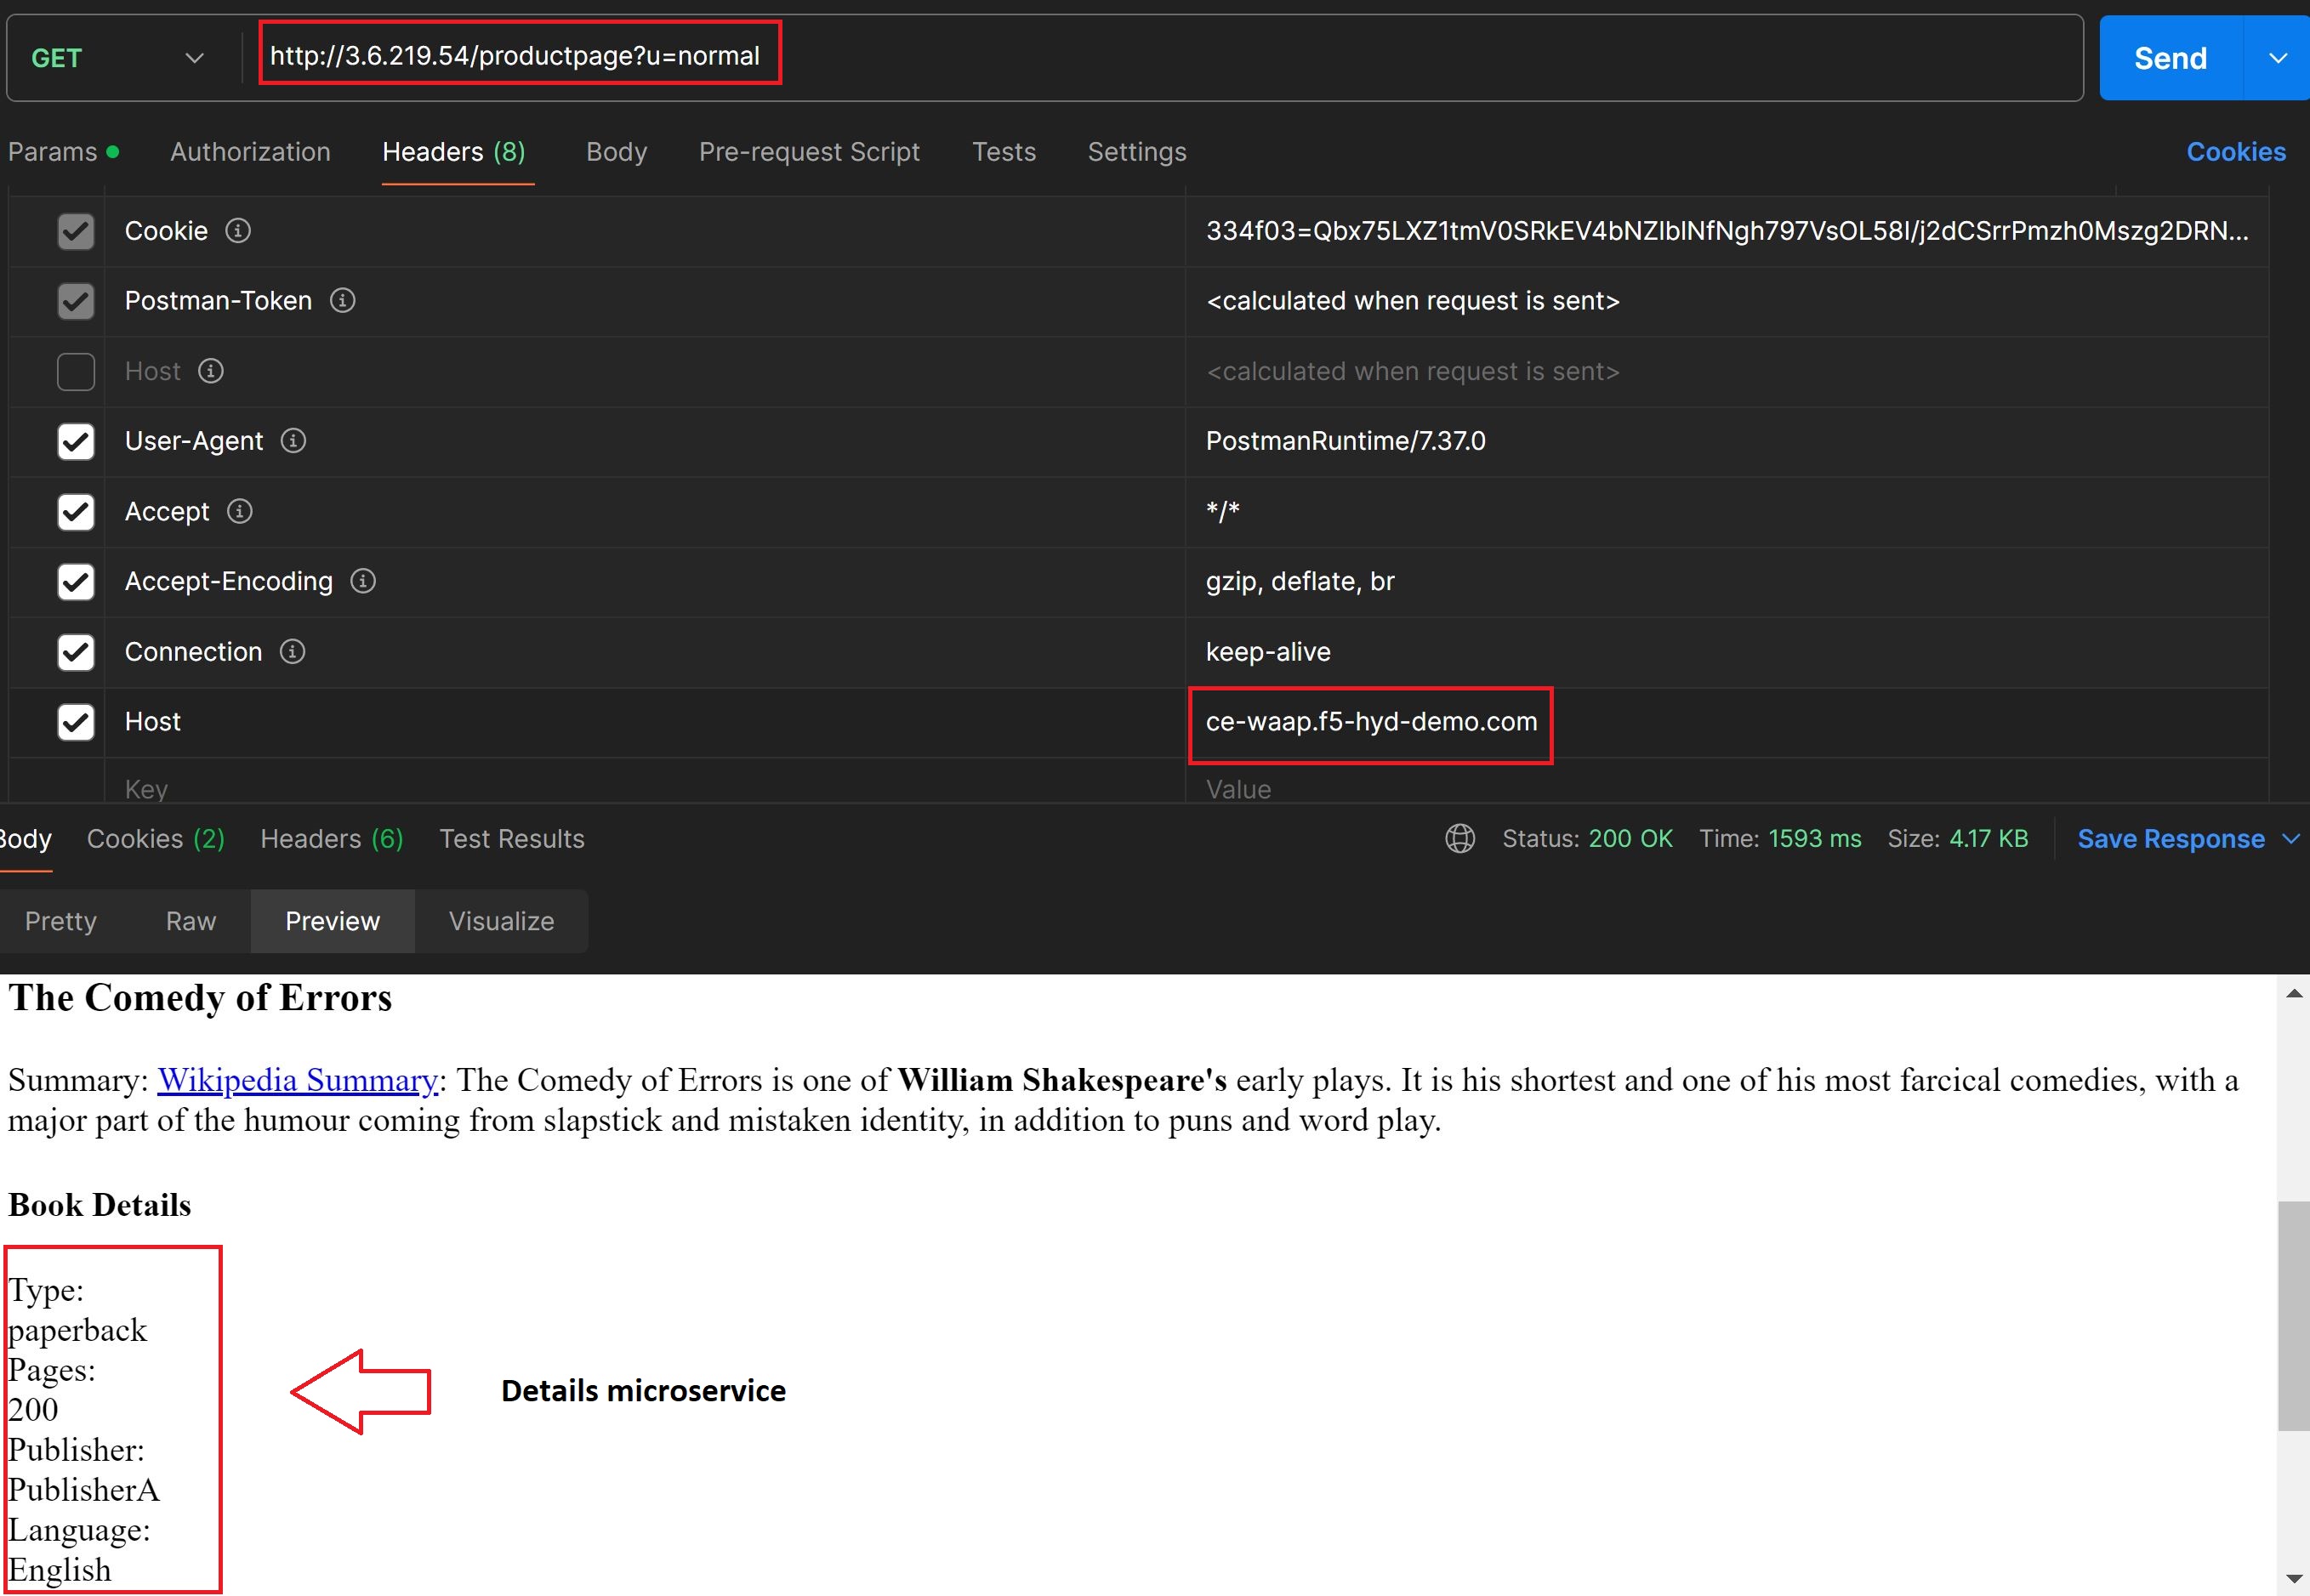 GET http://3.6.219.54/productpage?u=normal Send
Params Authorization Headers (8) Body Pre-request Script Tests Settings Cookies
Cookie 334f03=Qbx75LXZ1tmV0SRkEV4bNZlblNfNgh797VsOL58I/j2dCSrrPmzh0Mszg2DRN...
Postman-Token <calculated when request is sent>
Host <calculated when request is sent>
User-Agent PostmanRuntime/7.37.0
Accept */*
Accept-Encoding gzip, deflate, br
Connection keep-alive
Host ce-waap.f5-hyd-demo.com
Key Value
Body Cookies (2) Headers (6) Test Results Status: 200 OK Time: 1593 ms Size: 4.17 KB Save Response
Pretty Raw Preview Visualize
The Comedy of Errors
Summary: Wikipedia Summary: The Comedy of Errors is one of William Shakespeare's early plays. It is his shortest and one of his most farcical comedies, with a
major part of the humour coming from slapstick and mistaken identity, in addition to puns and word play.
Book Details
Type:
paperback
Pages:
200
Publisher:
PublisherA
Language:
English
Details microservice